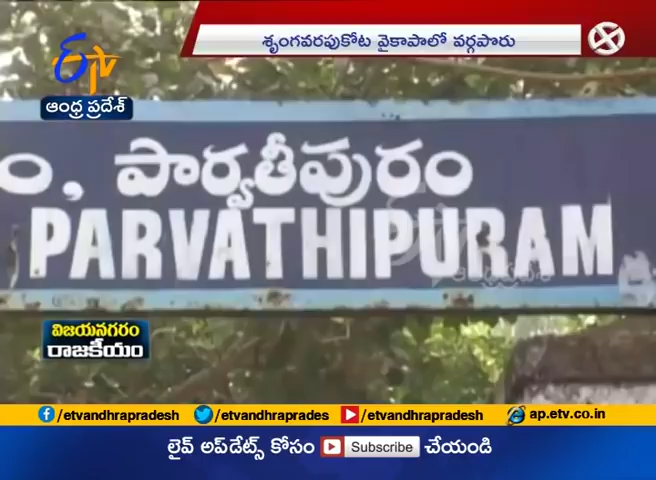 శృంగవరపుకోట వైకాపాలో వర్గపోరు
ETV
ఆంధ్ర ప్రదేశ్
ం, పార్వతీపురం
PARVATHIPURAM
విజయనగరం
రాజకీయం
/etvandhrapradesh /etvandhraprades /etvandhrapradesh ap.etv.co.in
లైవ్ అప్‌డేట్స్ కోసం Subscribe చేయండి